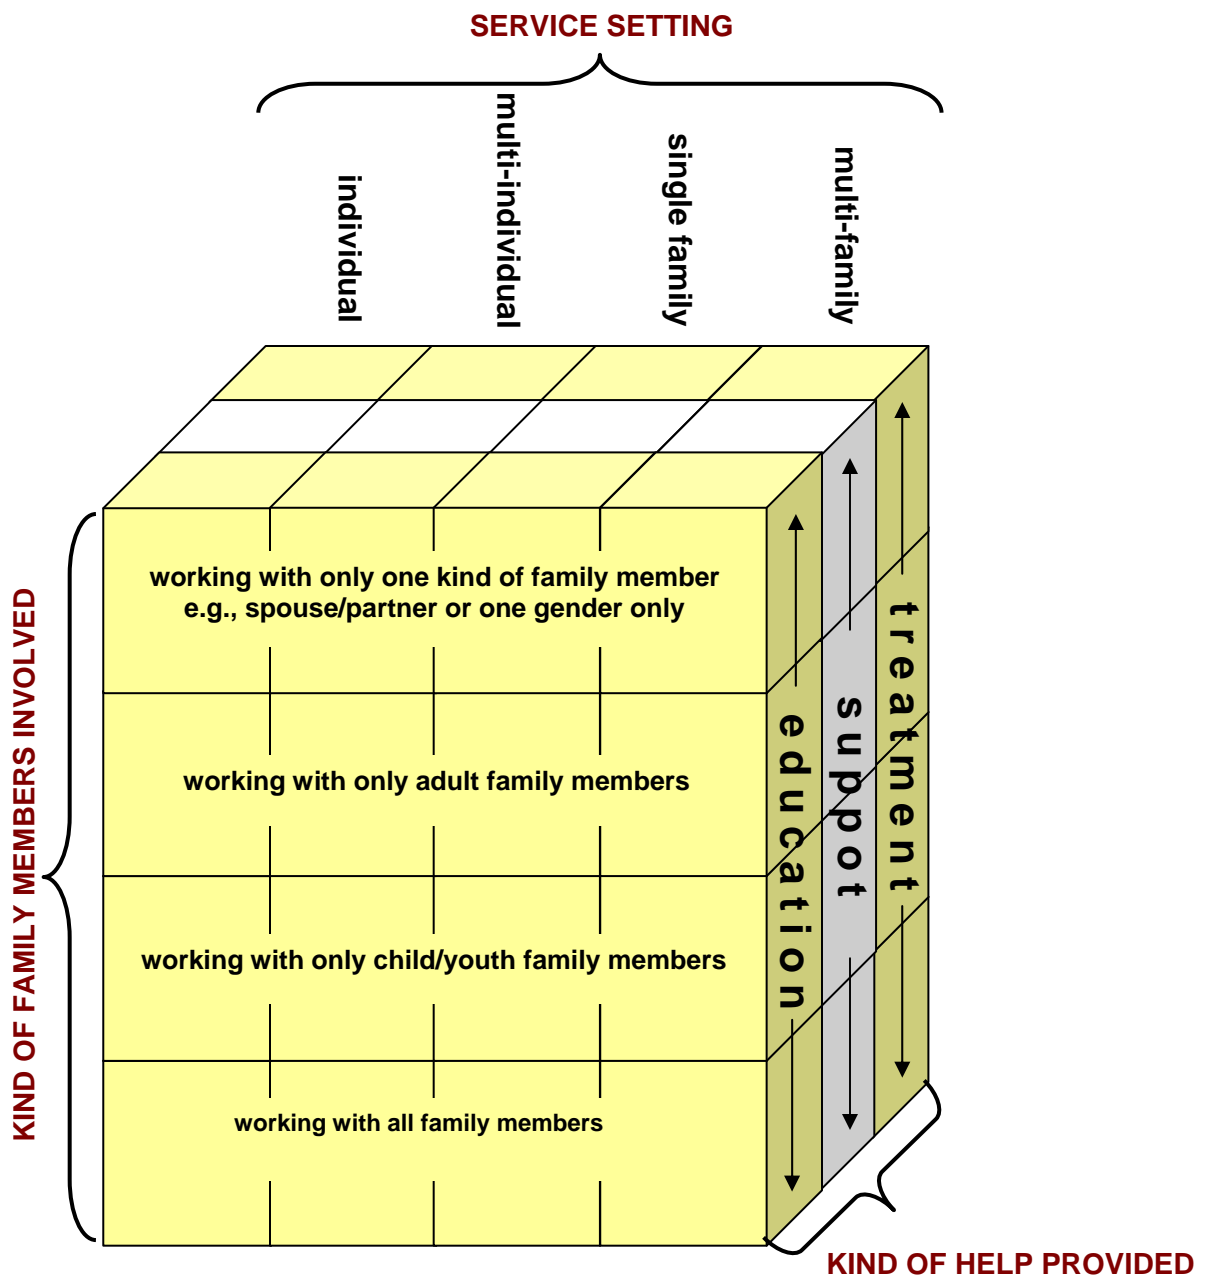 SERVICE SETTING
individual
multi-individual
single family
multi-family
KIND OF FAMILY MEMBERS INVOLVED
working with only one kind of family member
e.g., spouse/partner or one gender only
working with only adult family members
working with only child/youth family members
working with all family members
education
suppot
treatment
KIND OF HELP PROVIDED